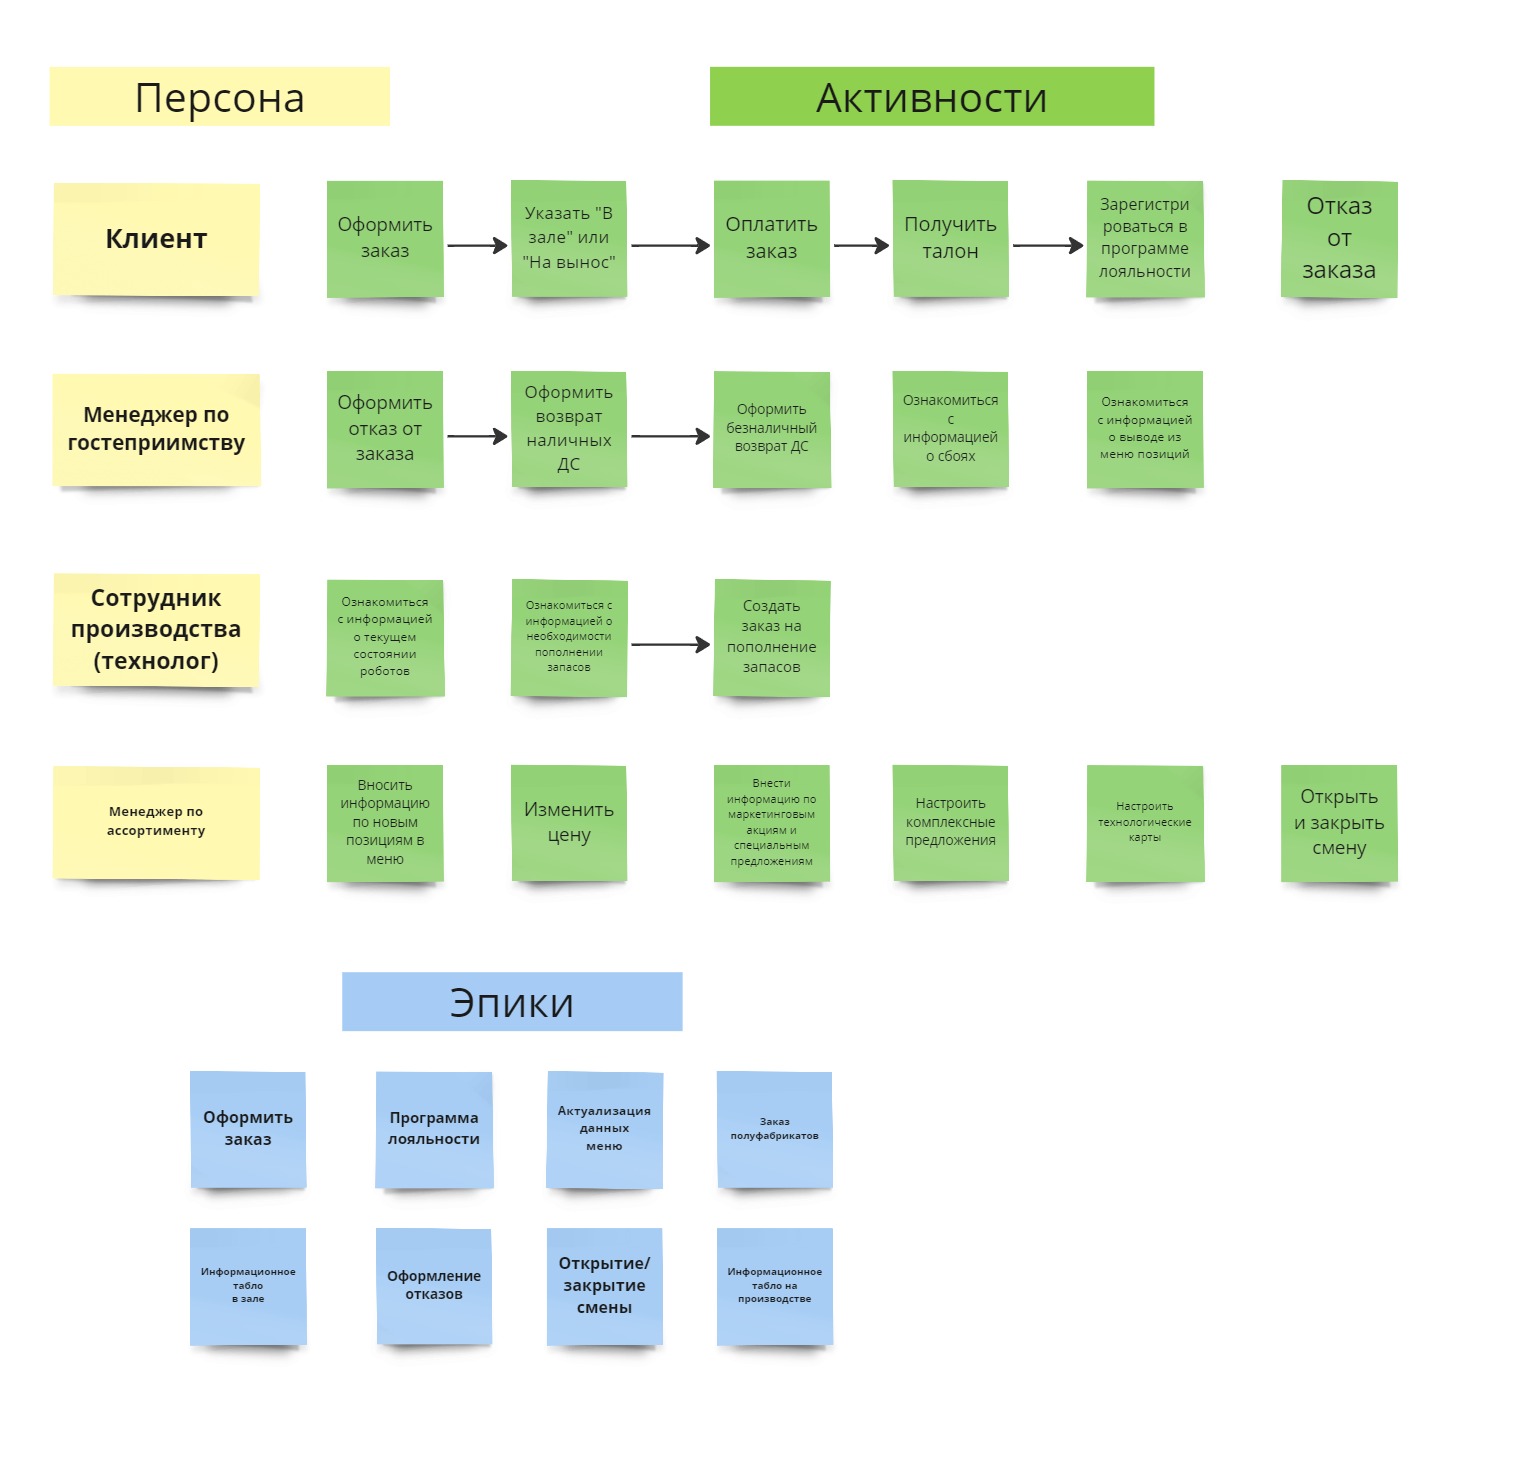 Персона
Активности
Клиент
Оформить
заказ
Указать "В
зале" или
"На вынос"
Оплатить
заказ
Получить
талон
Зарегистри
роваться в
программе
лояльности
Отказ
от
заказа
Менеджер по
гостеприимству
Оформить
отказ от
заказа
Оформить
возврат
наличных
ДС
Оформить
безналичный
возврат ДС
Ознакомиться
с
информацией
о сбоях
Ознакомиться
с информацией
о выводе из
меню позиций
Сотрудник
производства
(технолог)
Ознакомиться
с информацией
о текущем
состоянии
роботов
Ознакомиться с
информацией о
необходимости
пополнении
запасов
Создать
заказ на
пополнение
запасов
Менеджер по
ассортименту
Вносить
информацию
по новым
позициям в
меню
Изменить
цену
Внести
информацию по
маркетинговым
акциям и
специальным
предложениям
Настроить
комплексные
предложения
Настроить
технологические
карты
Открыть
и закрыть
смену
Эпики
Оформить
заказ
Программа
лояльности
Актуализация
данных
меню
Заказ
полуфабрикатов
Информационное
табло
в зале
Оформление
отказов
Открытие/
закрытие
смены
Информационное
табло на
производстве